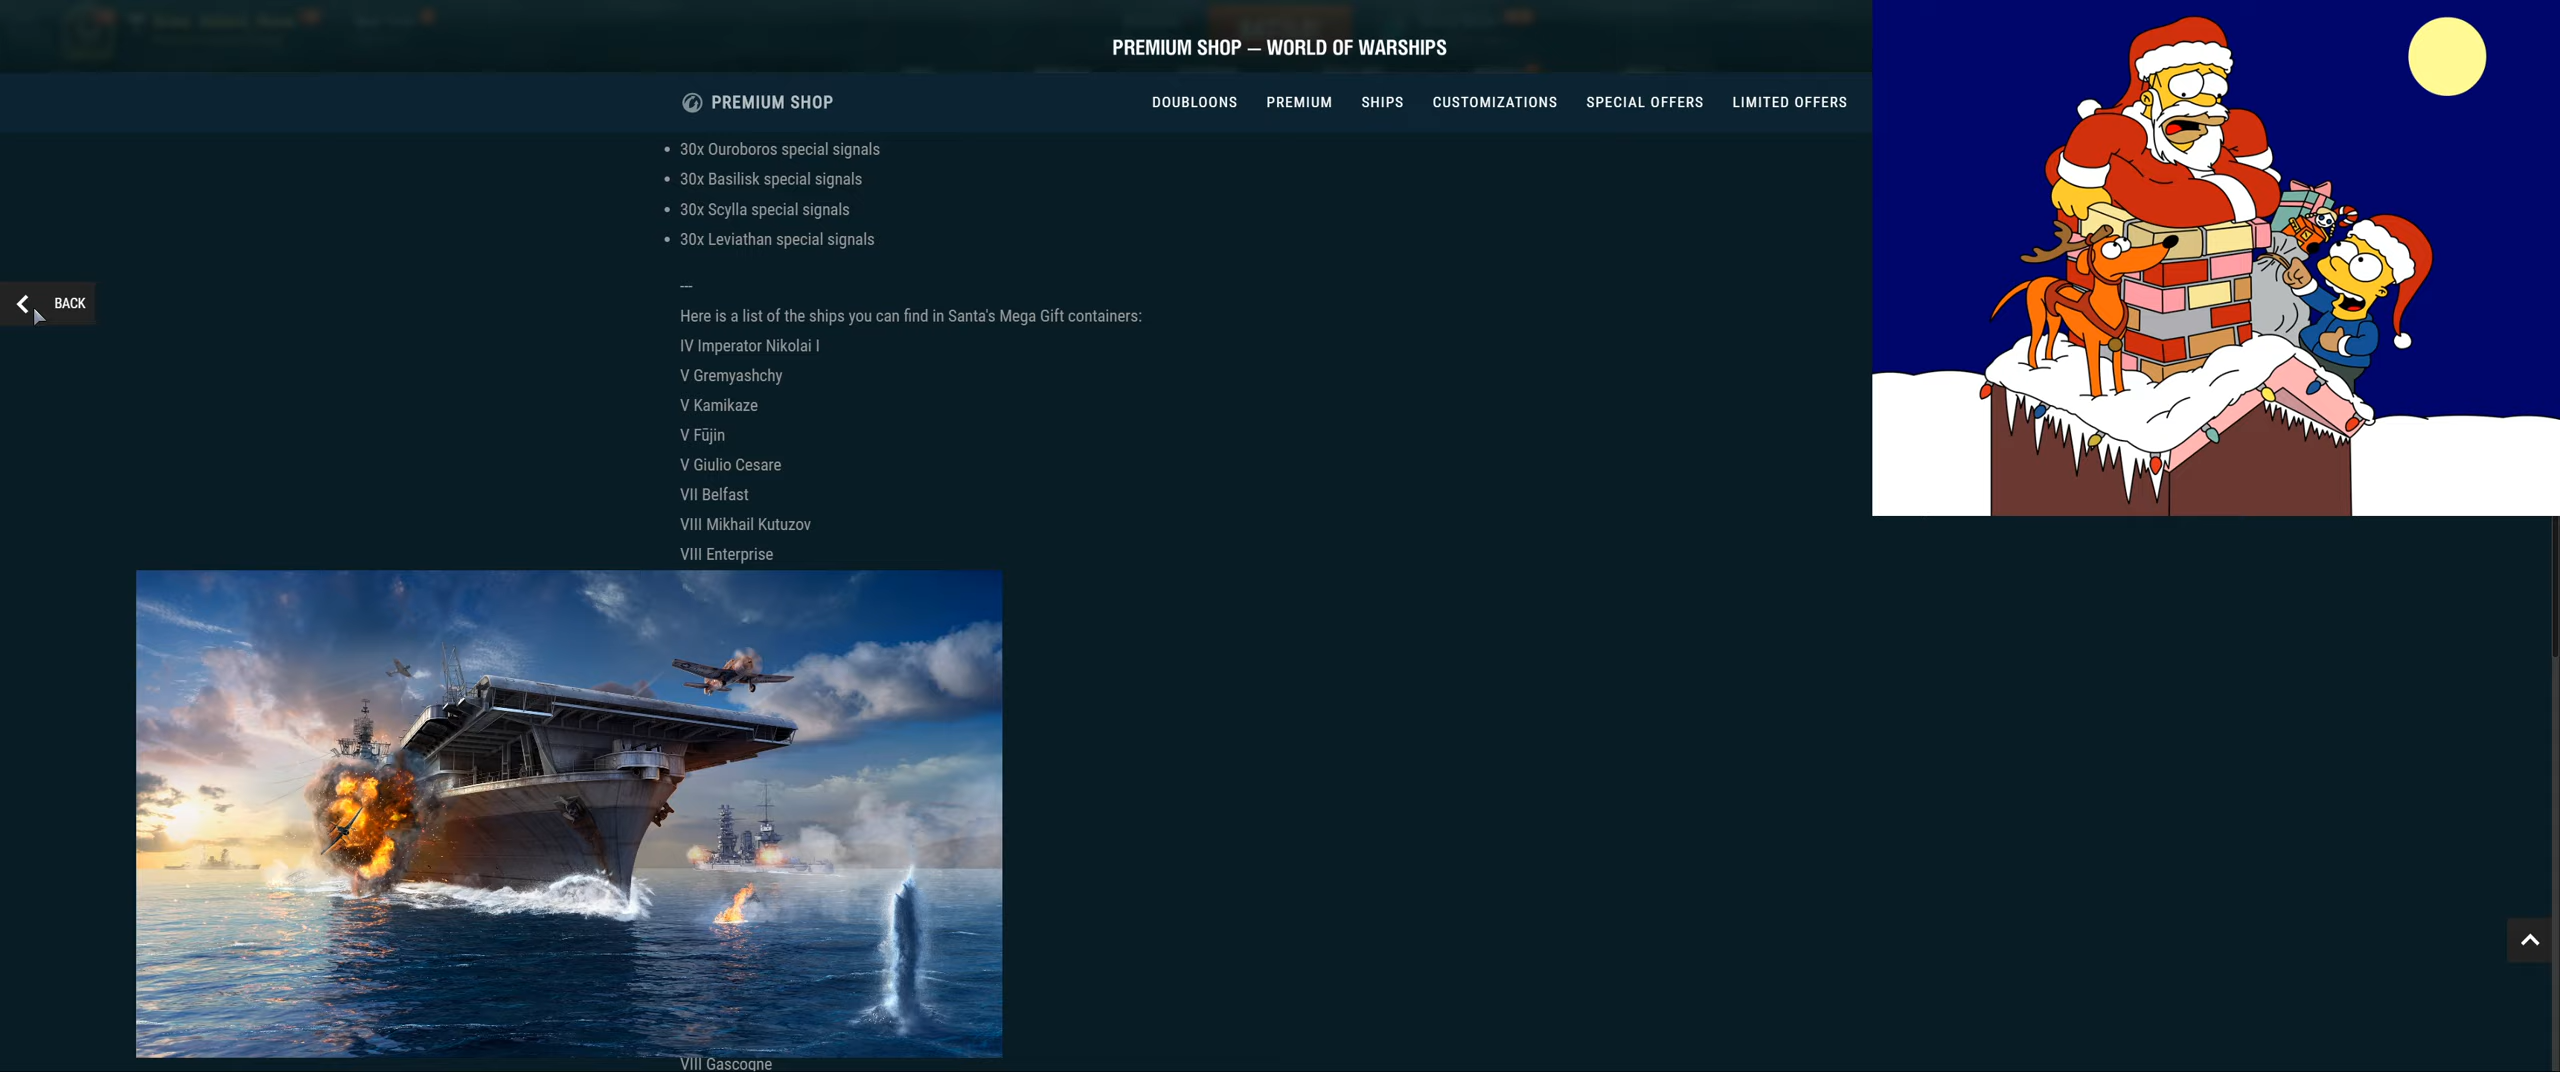 PREMIUM SHOP – WORLD OF WARSHIPS
PREMIUM SHOP
DOUBLOONS
PREMIUM
SHIPS
CUSTOMIZATIONS
SPECIAL OFFERS
LIMITED OFFERS
• 30x Ouroboros special signals
• 30x Basilisk special signals
• 30x Scylla special signals
• 30x Leviathan special signals
BACK
---
Here is a list of the ships you can find in Santa's Mega Gift containers:
IV Imperator Nikolai I
V Gremyashchy
V Kamikaze
V Fūjin
V Giulio Cesare
VII Belfast
VIII Mikhail Kutuzov
VIII Enterprise
VIII Gascogne